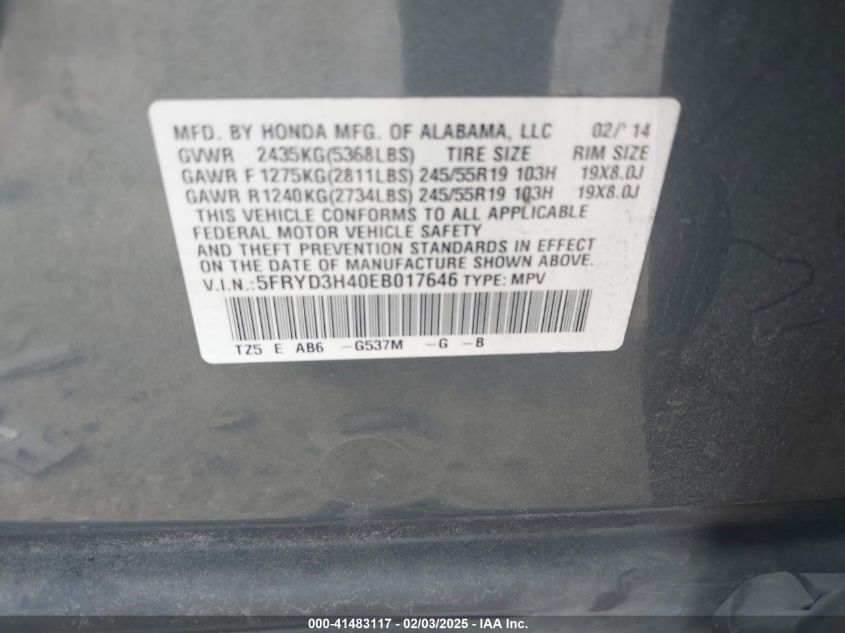 MFD. BY HONDA MFG. OF ALABAMA, LLC 02/'14
GVWR 2435KG(5368LBS) TIRE SIZE RIM SIZE
GAWR F 1275KG(2811LBS) 245/55R19 103H 19X8.0J
GAWR R1240KG(2734LBS) 245/55R19 103H 19X8.0J
THIS VEHICLE CONFORMS TO ALL APPLICABLE
FEDERAL MOTOR VEHICLE SAFETY
AND THEFT PREVENTION STANDARDS IN EFFECT
ON THE DATE OF MANUFACTURE SHOWN ABOVE.
V.I.N.:5FRYD3H40EB017646 TYPE: MPV
TZ5 E AB6 -G537M -G -B
000-41483117 - 02/03/2025 - IAA Inc.